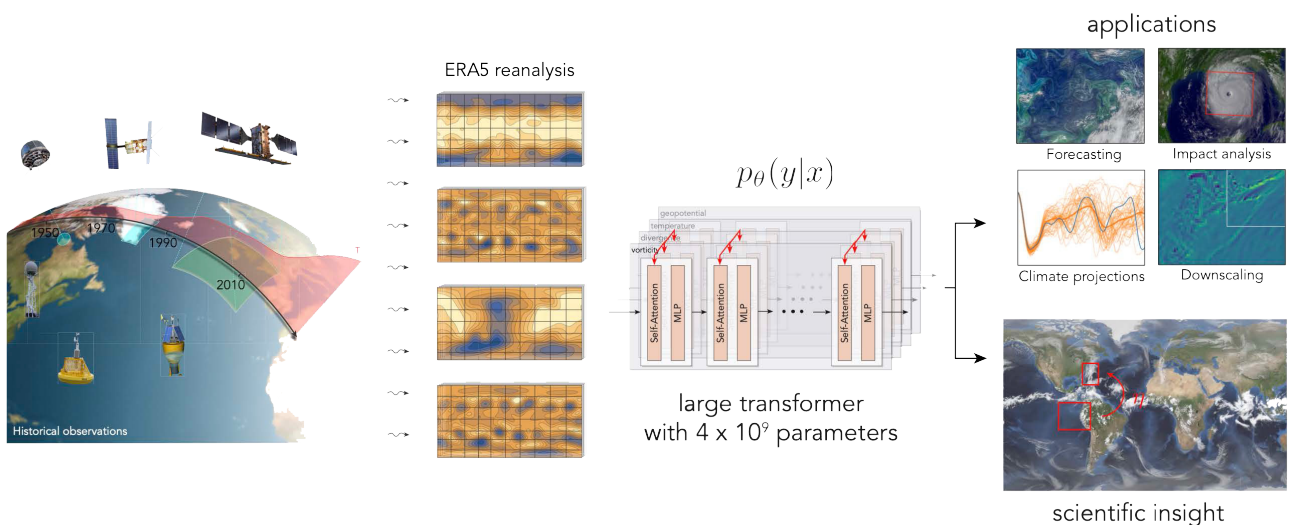 applications
ERA5 reanalysis
Forecasting
Impact analysis
p_θ(y|x)
1950
1970
1990
2010
T
geopotential
temperature
divergence
vorticity
Self-Attention
MLP
Self-Attention
MLP
Self-Attention
MLP
Climate projections
Downscaling
large transformer
with 4 x 10⁹ parameters
Historical observations
scientific insight